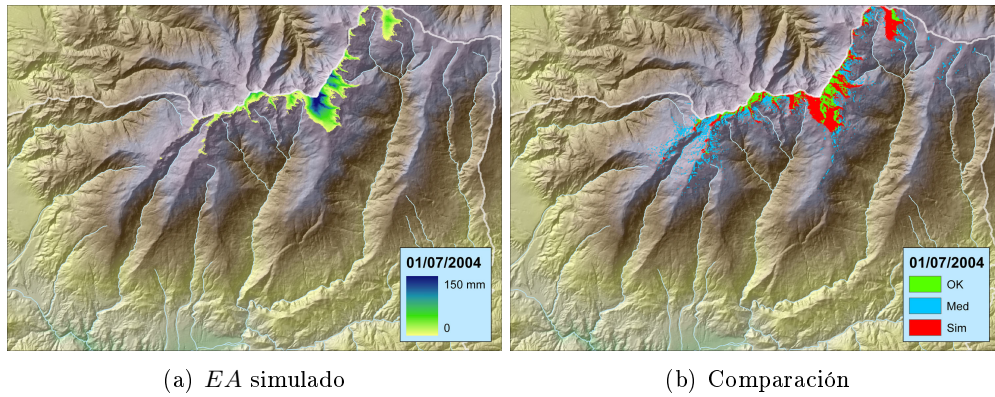 01/07/2004
150 mm
0
01/07/2004
OK
Med
Sim
(a) EA simulado
(b) Comparación